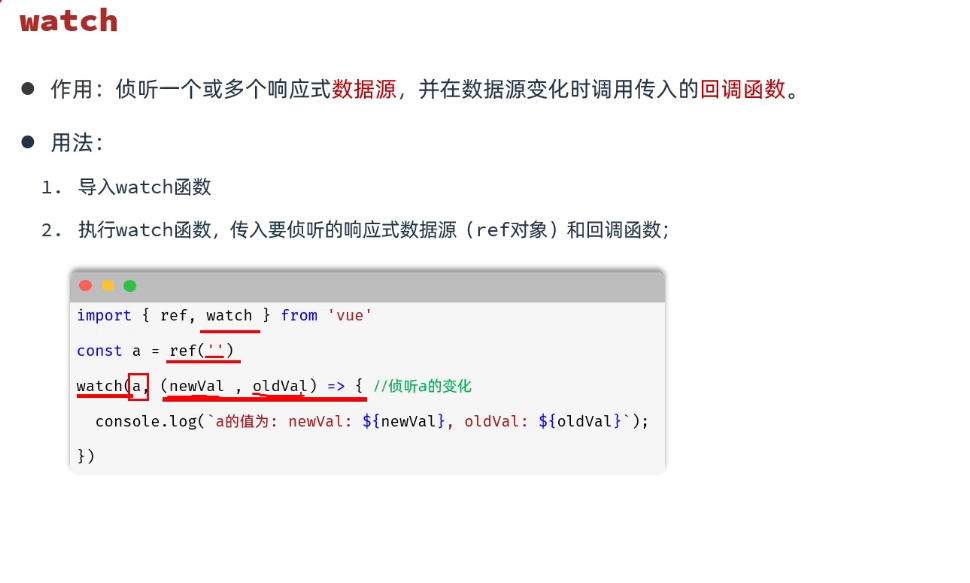 watch
● 作用：侦听一个或多个响应式数据源，并在数据源变化时调用传入的回调函数。
● 用法：
1. 导入watch函数
2. 执行watch函数，传入要侦听的响应式数据源（ref对象）和回调函数；
import { ref, watch } from 'vue'
const a = ref('')
watch(a, (newVal , oldVal) => { //侦听a的变化
console.log(`a的值为: newVal: ${newVal}, oldVal: ${oldVal}`);
})